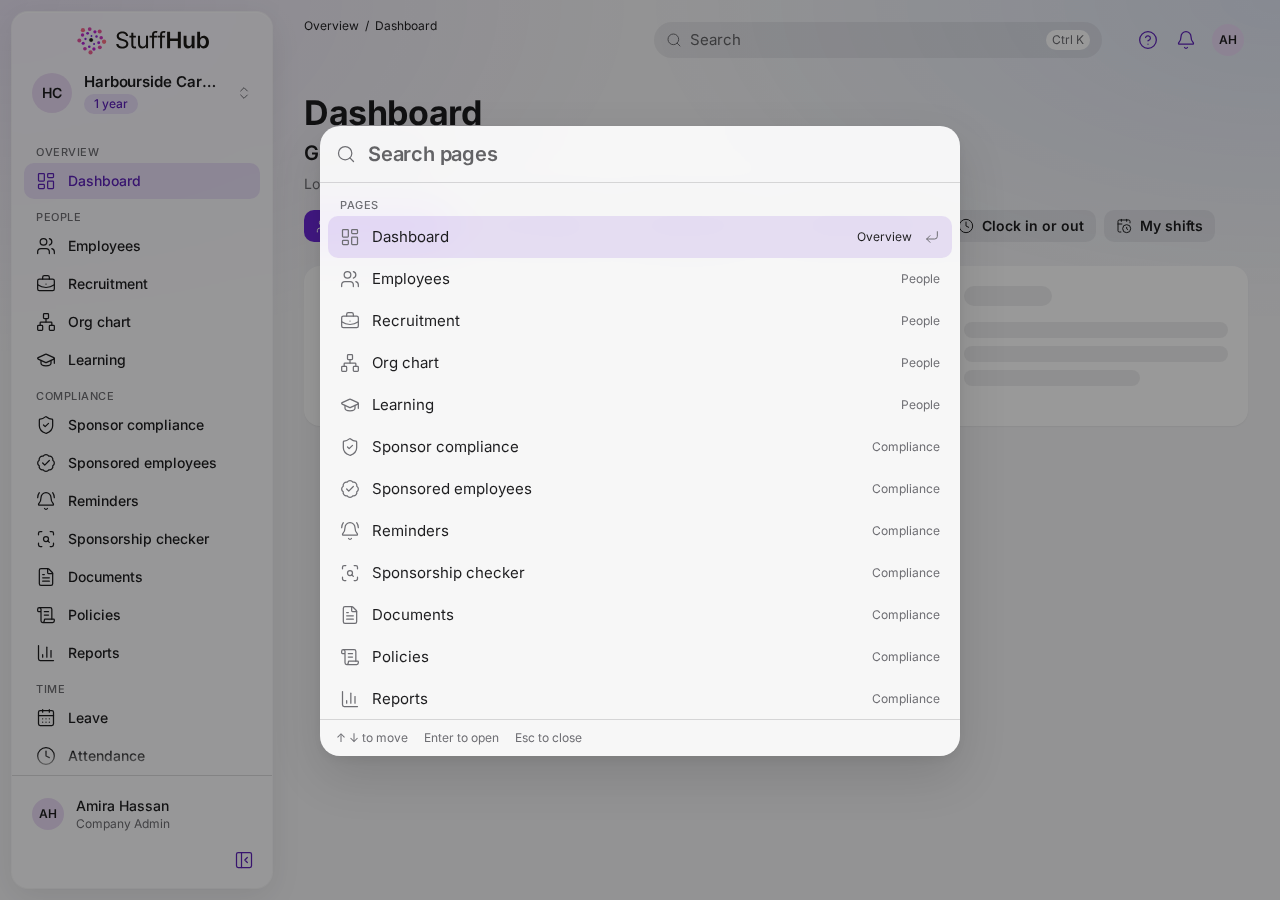 StuffHub
HC
Harbourside Car...
1 year
OVERVIEW
Dashboard
PEOPLE
Employees
Recruitment
Org chart
Learning
COMPLIANCE
Sponsor compliance
Sponsored employees
Reminders
Sponsorship checker
Documents
Policies
Reports
TIME
Leave
Attendance
AH
Amira Hassan
Company Admin
Overview / Dashboard
Search
Ctrl K
AH
Dashboard
G
Lo
Clock in or out
My shifts
Search pages
PAGES
Dashboard Overview
Employees People
Recruitment People
Org chart People
Learning People
Sponsor compliance Compliance
Sponsored employees Compliance
Reminders Compliance
Sponsorship checker Compliance
Documents Compliance
Policies Compliance
Reports Compliance
↑ ↓ to move Enter to open Esc to close